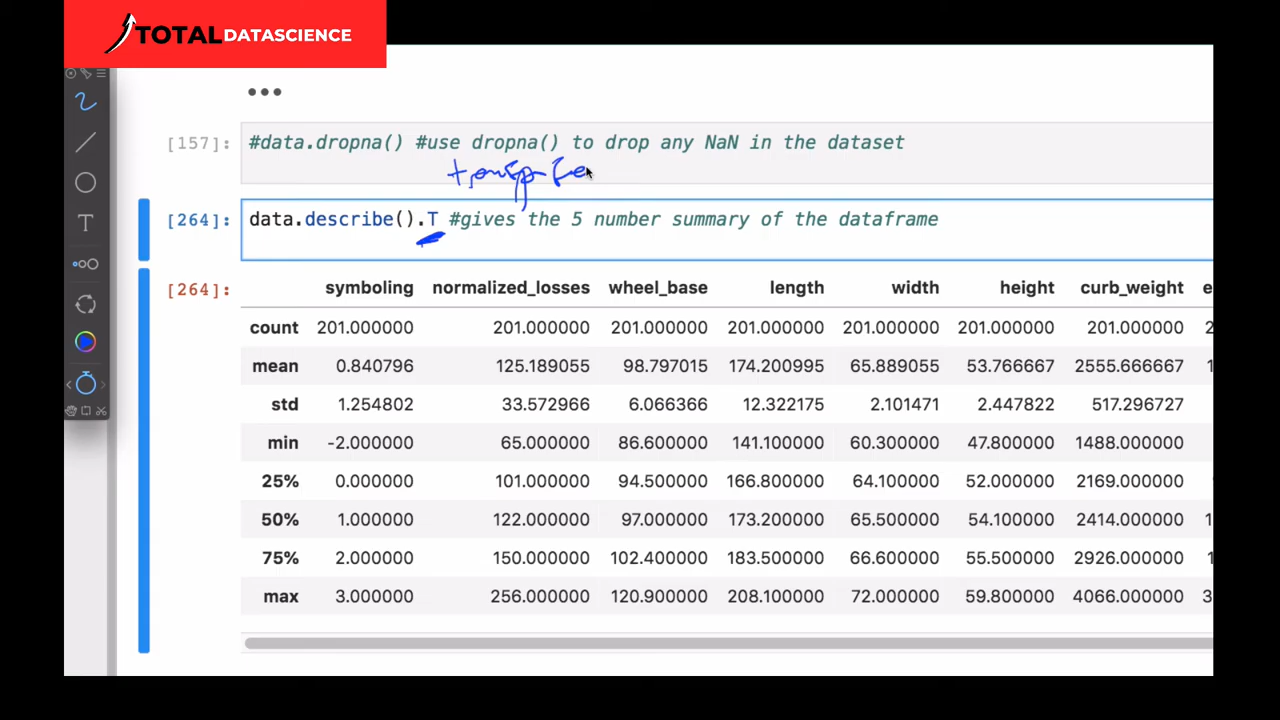 TOTAL DATASCIENCE
[157]: #data.dropna() #use dropna() to drop any NaN in the dataset
[264]: data.describe().T #gives the 5 number summary of the dataframe
[264]: symboling normalized_losses wheel_base length width height curb_weight e
count 201.000000 201.000000 201.000000 201.000000 201.000000 201.000000 201.000000 2
mean 0.840796 125.189055 98.797015 174.200995 65.889055 53.766667 2555.666667 1
std 1.254802 33.572966 6.066366 12.322175 2.101471 2.447822 517.296727
min -2.000000 65.000000 86.600000 141.100000 60.300000 47.800000 1488.000000
25% 0.000000 101.000000 94.500000 166.800000 64.100000 52.000000 2169.000000
50% 1.000000 122.000000 97.000000 173.200000 65.500000 54.100000 2414.000000 1
75% 2.000000 150.000000 102.400000 183.500000 66.600000 55.500000 2926.000000 1
max 3.000000 256.000000 120.900000 208.100000 72.000000 59.800000 4066.000000 3